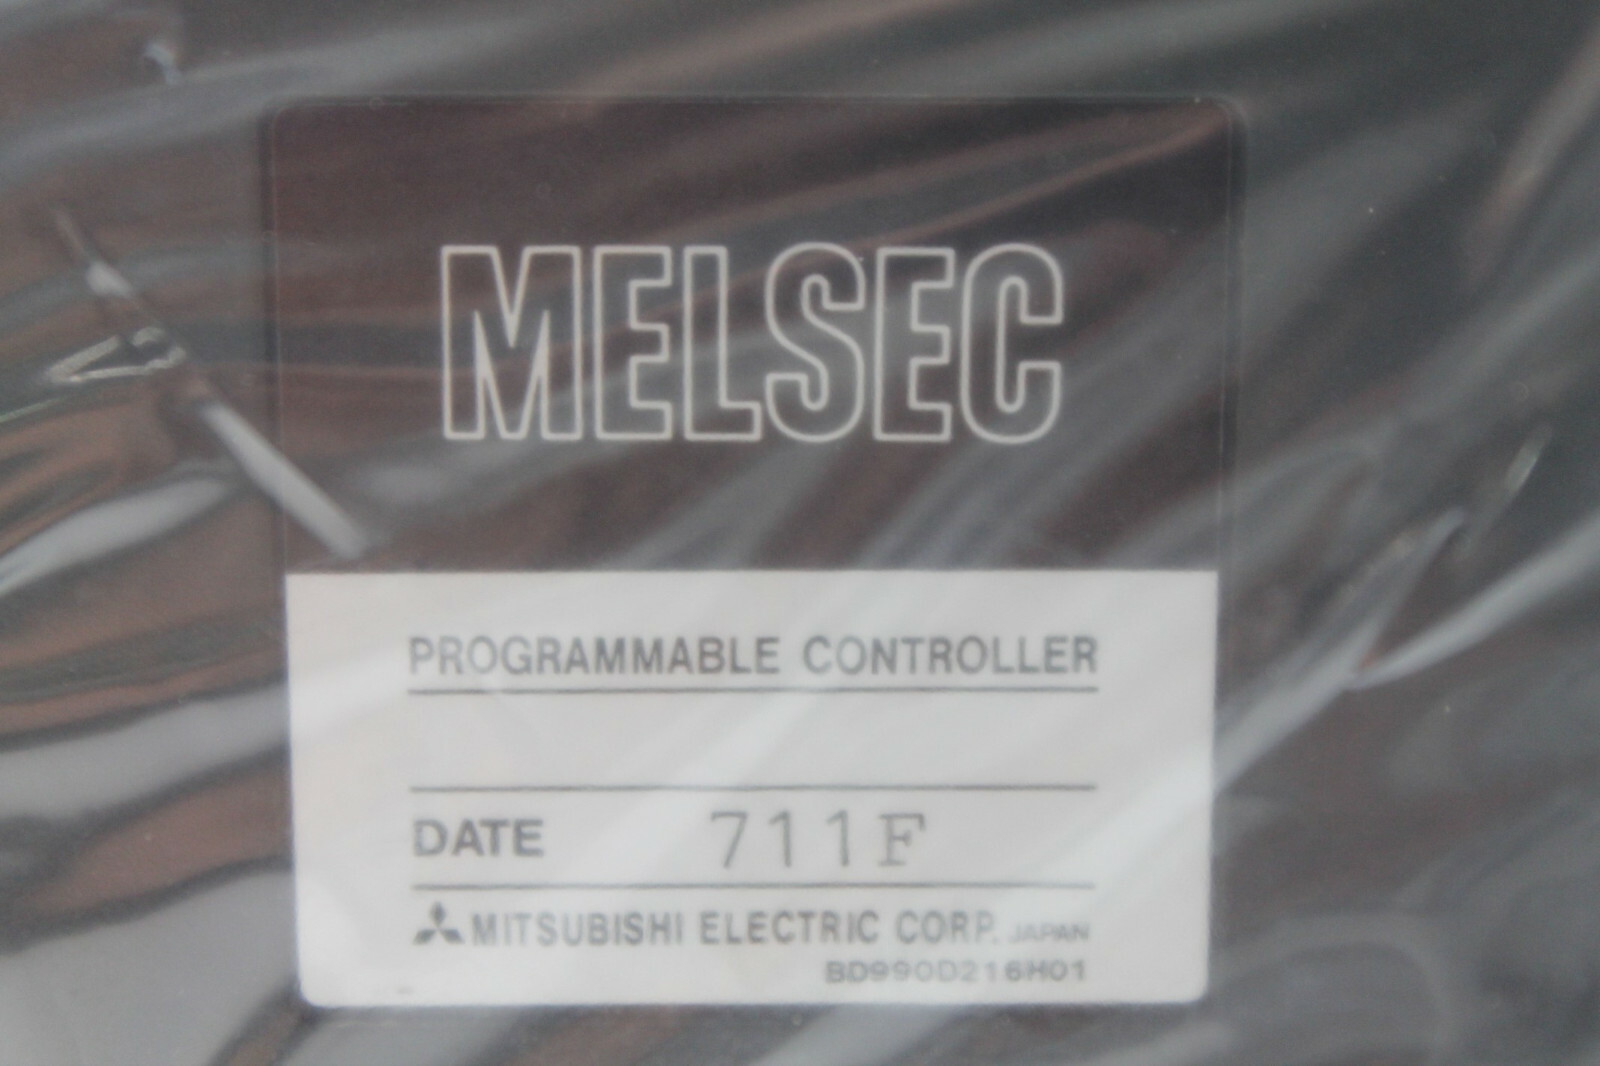 MELSEC
PROGRAMMABLE CONTROLLER
DATE 711F
MITSUBISHI ELECTRIC CORP. JAPAN
BD990D216H01